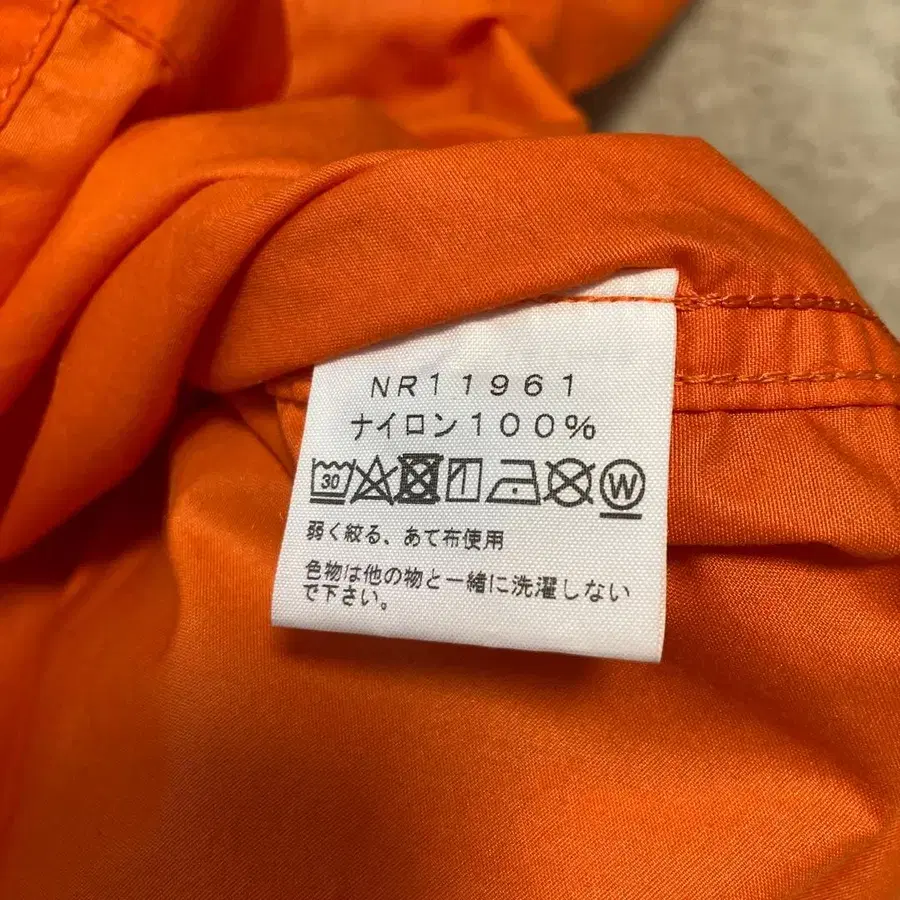 NR11961
ナイロン100%
30 W
弱く絞る、あて布使用
色物は他の物と一緒に洗濯しない
で下さい。